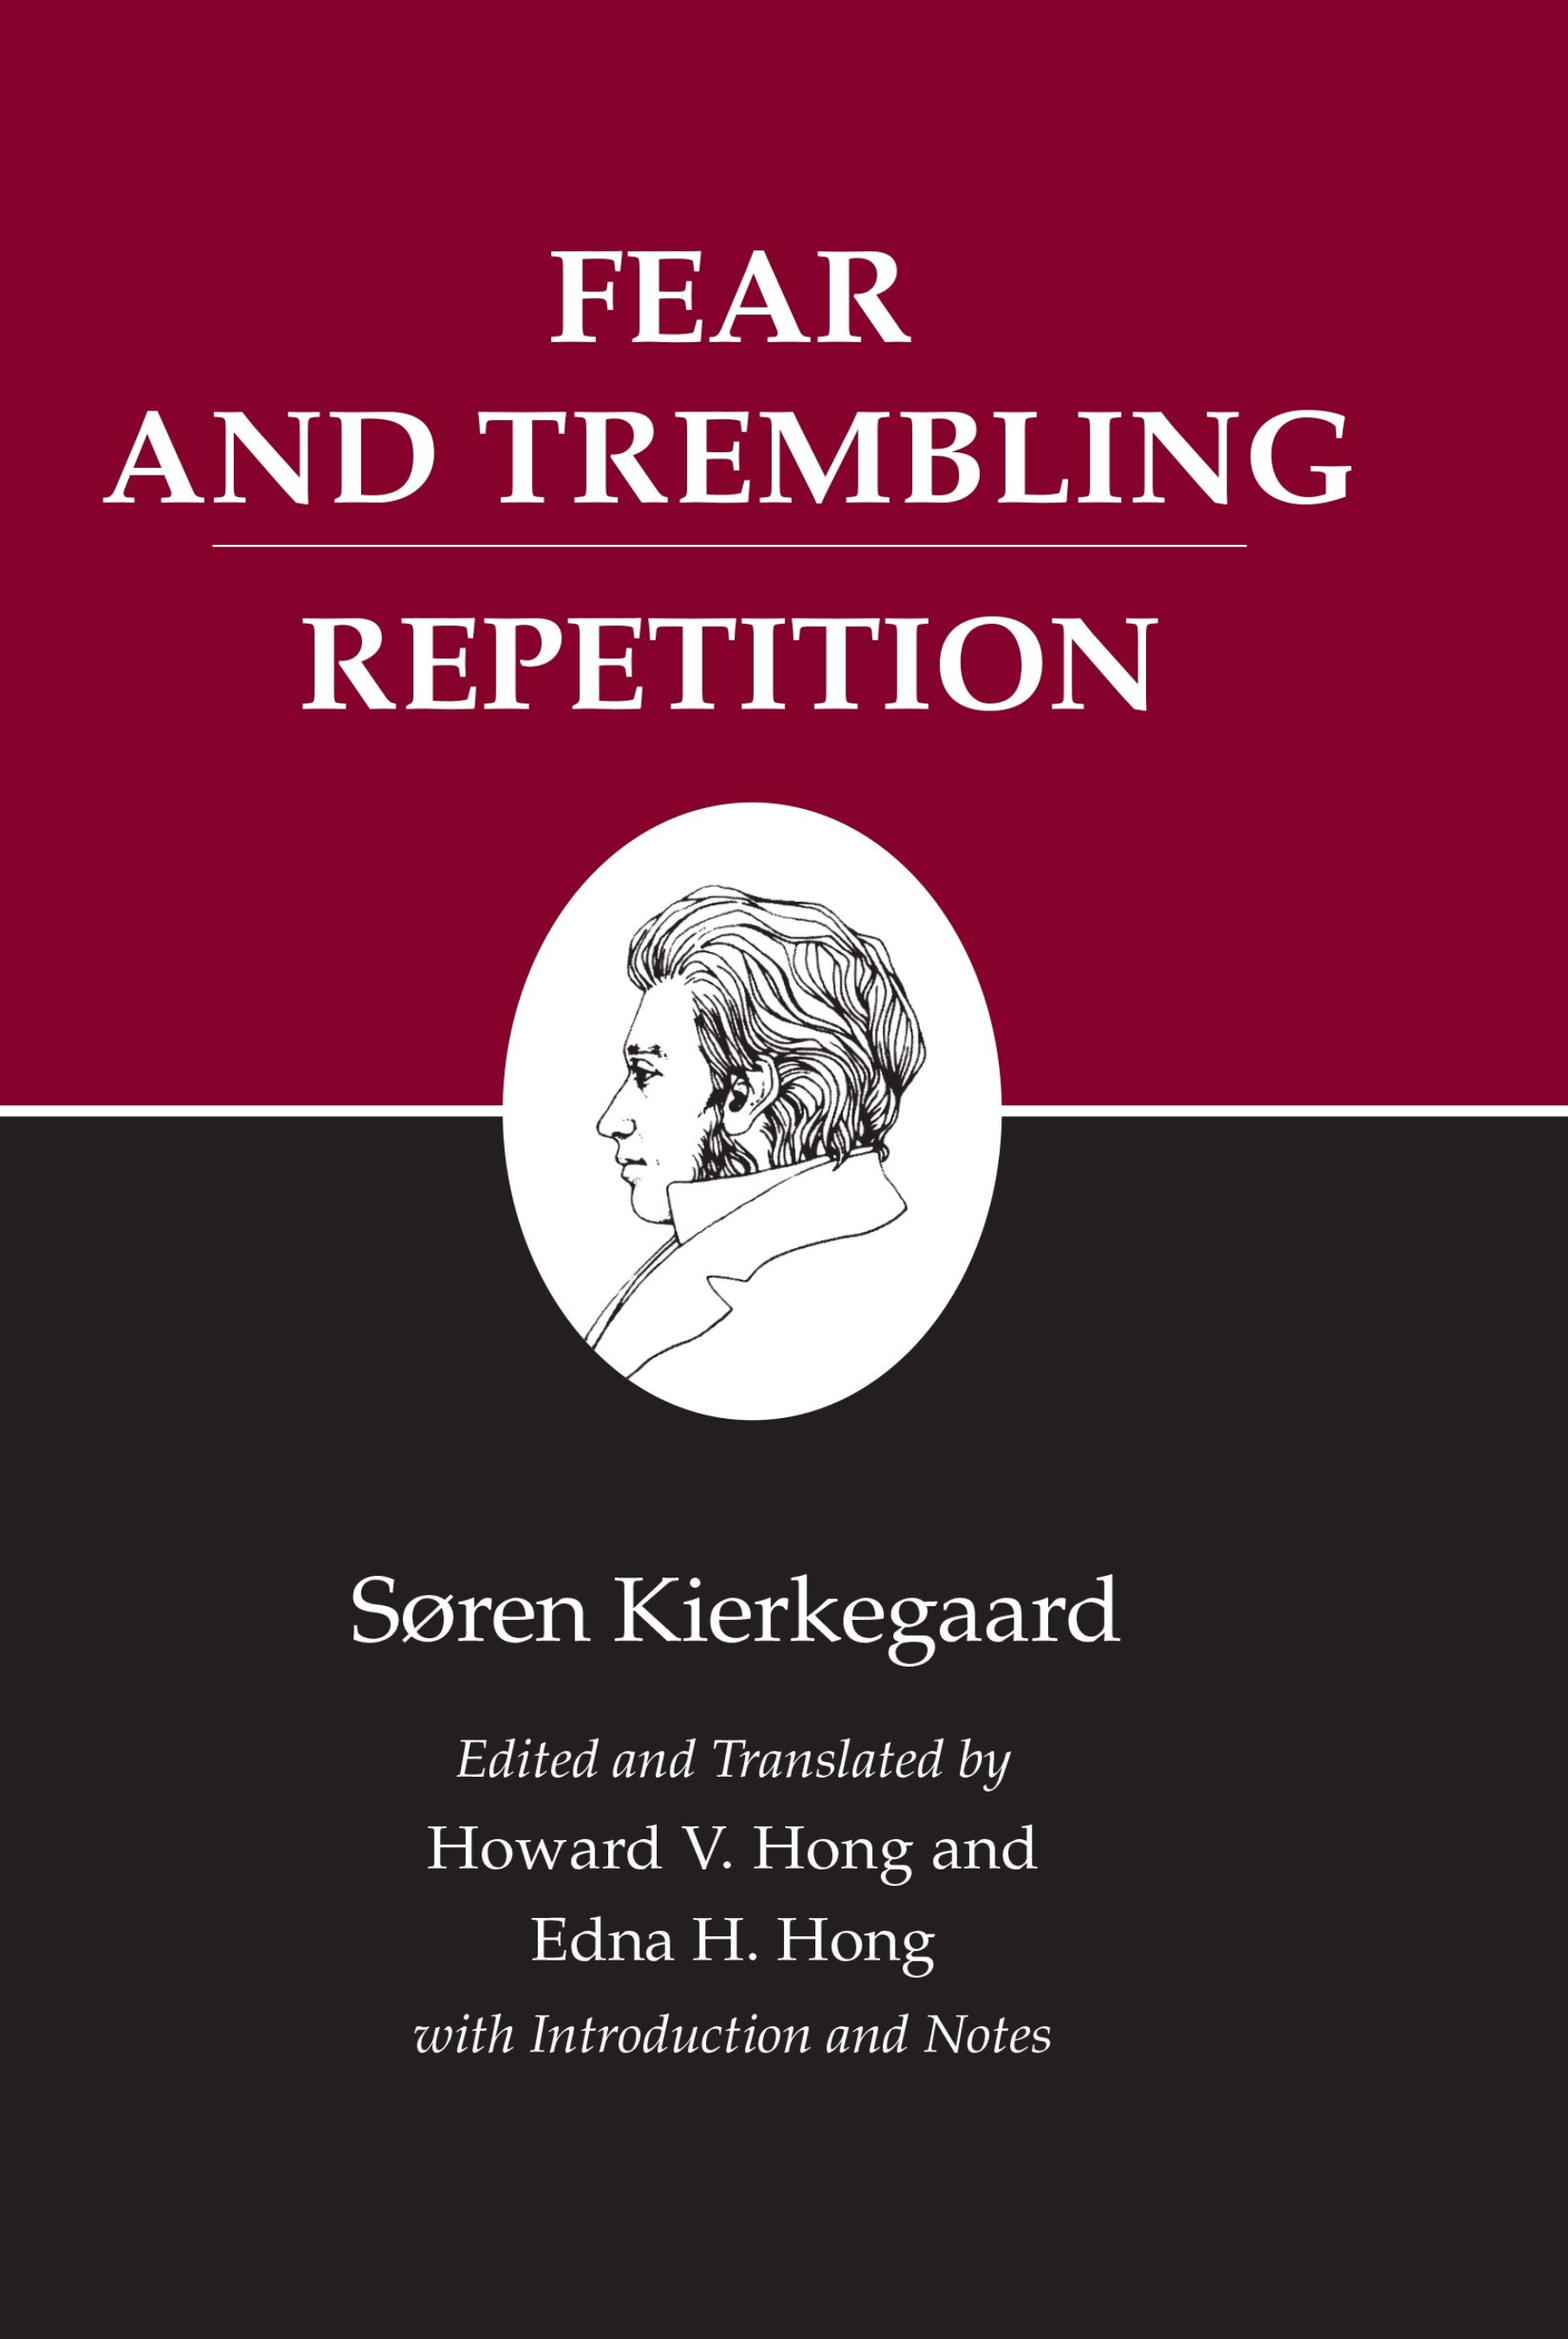 FEAR
AND TREMBLING
REPETITION
Søren Kierkegaard
Edited and Translated by
Howard V. Hong and
Edna H. Hong
with Introduction and Notes